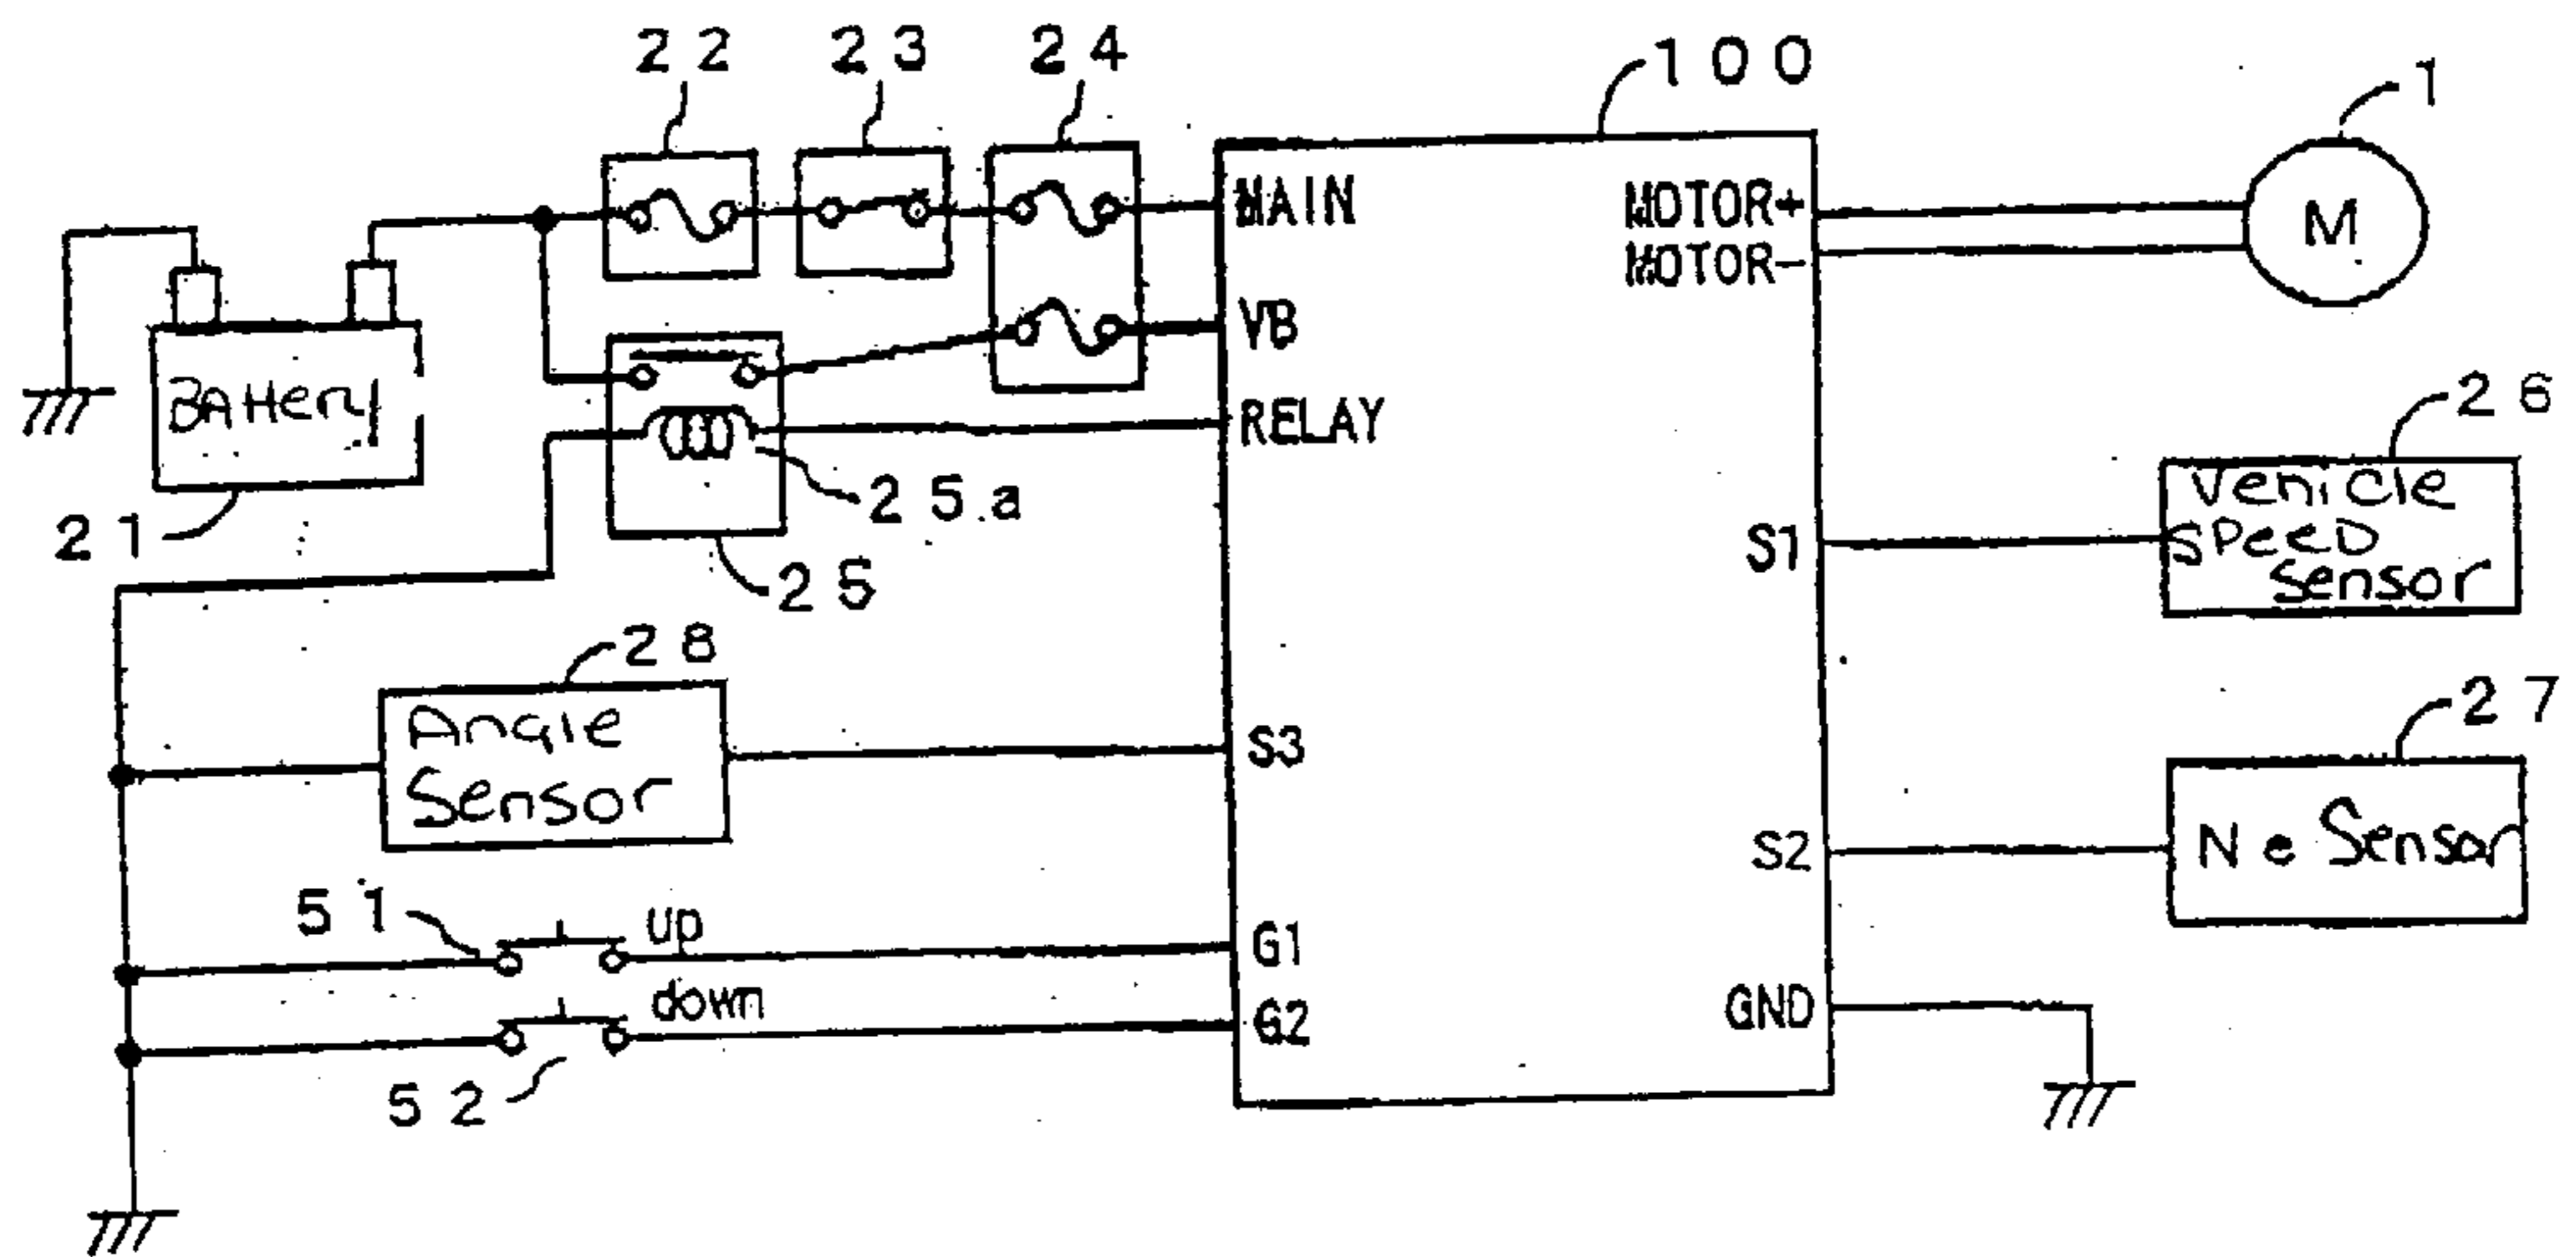 22
23
24
100
1
MAIN
MOTOR+
M
MOTOR-
VB
BAttery
RELAY
26
25a
Vehicle
Speed
Sensor
21
S1
25
28
Angle
Sensor
S3
27
Ne Sensor
S2
51
up
G1
down
G2
GND
52